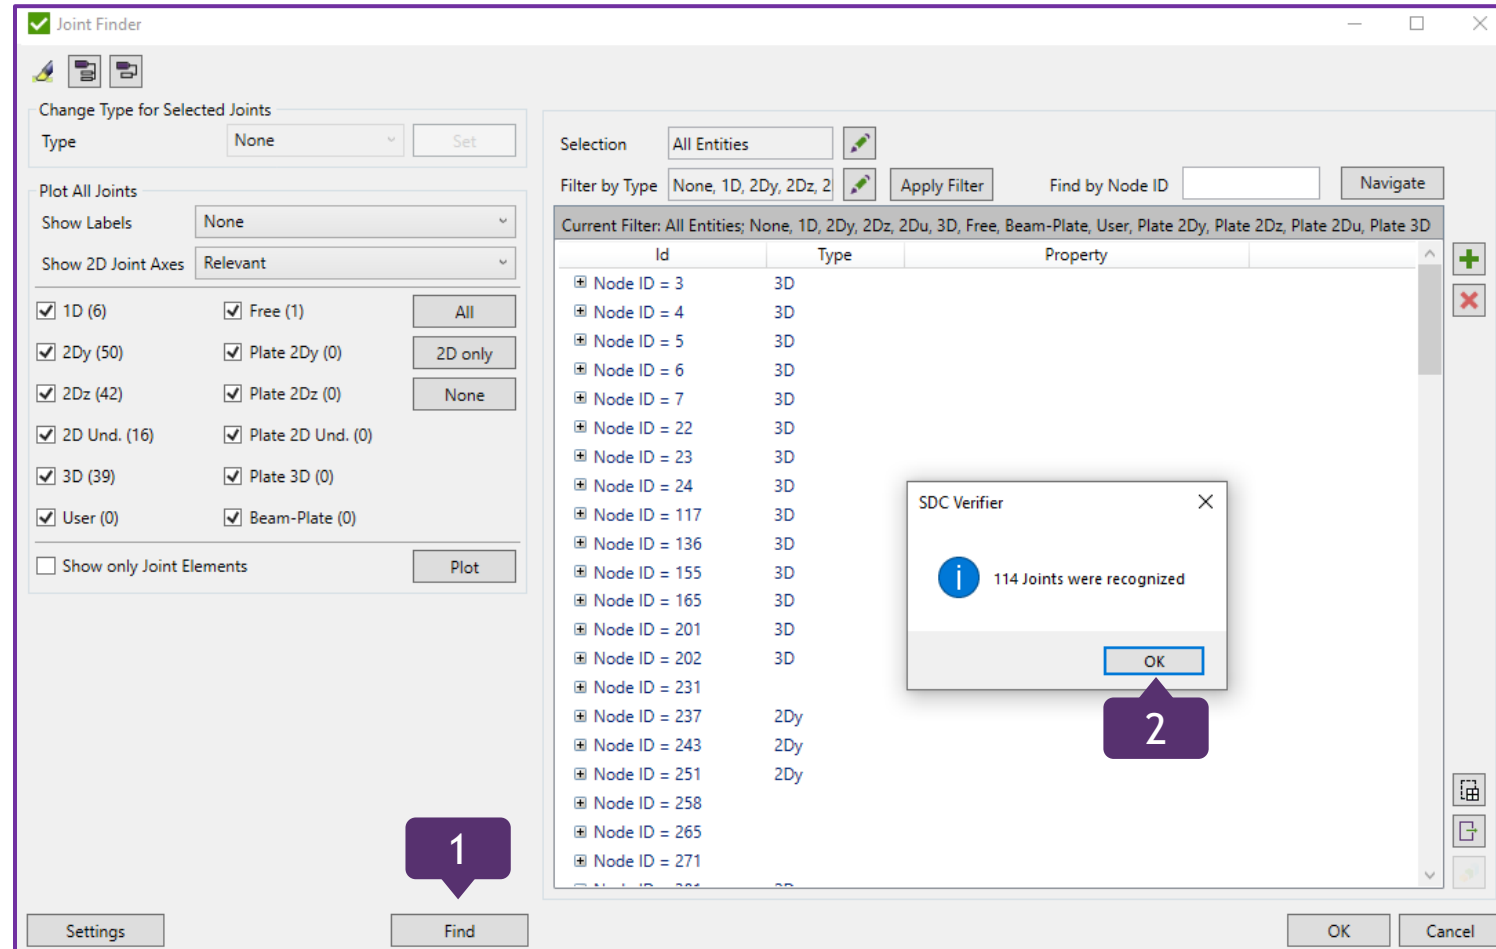 Joint Finder
Change Type for Selected Joints
Type None Set
Plot All Joints
Show Labels None
Show 2D Joint Axes Relevant
1D (6) Free (1) All
2Dy (50) Plate 2Dy (0) 2D only
2Dz (42) Plate 2Dz (0) None
2D Und. (16) Plate 2D Und. (0)
3D (39) Plate 3D (0)
User (0) Beam-Plate (0)
Show only Joint Elements Plot
Selection All Entities
Filter by Type None, 1D, 2Dy, 2Dz, 2 Apply Filter Find by Node ID Navigate
Current Filter: All Entities; None, 1D, 2Dy, 2Dz, 2Du, 3D, Free, Beam-Plate, User, Plate 2Dy, Plate 2Dz, Plate 2Du, Plate 3D
Id Type Property
Node ID = 3 3D
Node ID = 4 3D
Node ID = 5 3D
Node ID = 6 3D
Node ID = 7 3D
Node ID = 22 3D
Node ID = 23 3D
Node ID = 24 3D
Node ID = 117 3D
Node ID = 136 3D
Node ID = 155 3D
Node ID = 165 3D
Node ID = 201 3D
Node ID = 202 3D
Node ID = 231
Node ID = 237 2Dy
Node ID = 243 2Dy
Node ID = 251 2Dy
Node ID = 258
Node ID = 265
Node ID = 271
SDC Verifier
114 Joints were recognized
OK
2
1
Settings Find OK Cancel